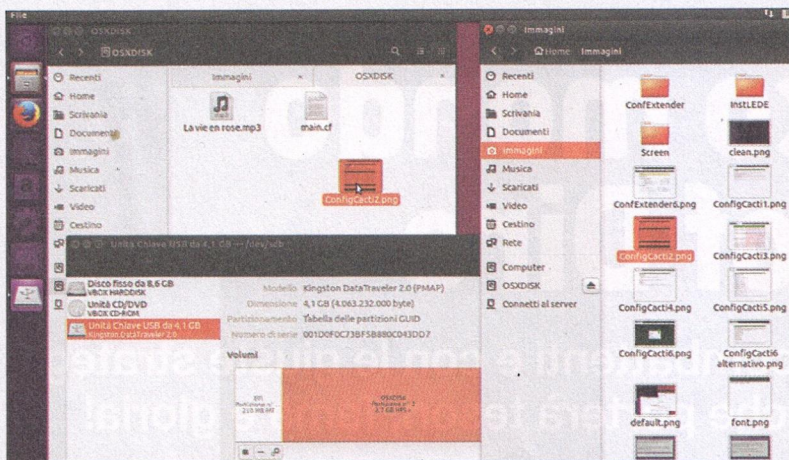 File
OSXDISK
OSXDISK
Recenti
Home
Scrivania
Documenti
Immagini
Musica
Scaricati
Video
Cestino
Rete
Immagini
OSXDISK
La vie en rose.mp3
main.cf
ConfigCacti2.png
Unità Chiave USB da 4,1 GB — /dev/sdb
Disco fisso da 8,6 GB
VBOX HARDDISK
Unità CD/DVD
VBOX CD-ROM
Unità Chiave USB da 4,1 GB
Kingston DataTraveler 2.0
Modello Kingston DataTraveler 2.0 (PMAP)
Dimensione 4,1 GB (4.063.232.000 byte)
Partizionamento Tabella delle partizioni GUID
Numero di serie 001D0F0C73BF5B880C043DD7
Volumi
EFI
OSXDISK
Immagini
Home Immagini
Recenti
Home
Scrivania
Documenti
Immagini
Musica
Scaricati
Video
Cestino
Rete
Computer
OSXDISK
Connetti al server
ConfExtender
InstLEDE
Screen
clean.png
ConfExtender6.png
ConfigCacti1.png
ConfigCacti2.png
ConfigCacti3.png
ConfigCacti4.png
ConfigCacti5.png
ConfigCacti6.png
ConfigCacti6
alternativo.png
default.png
font.png